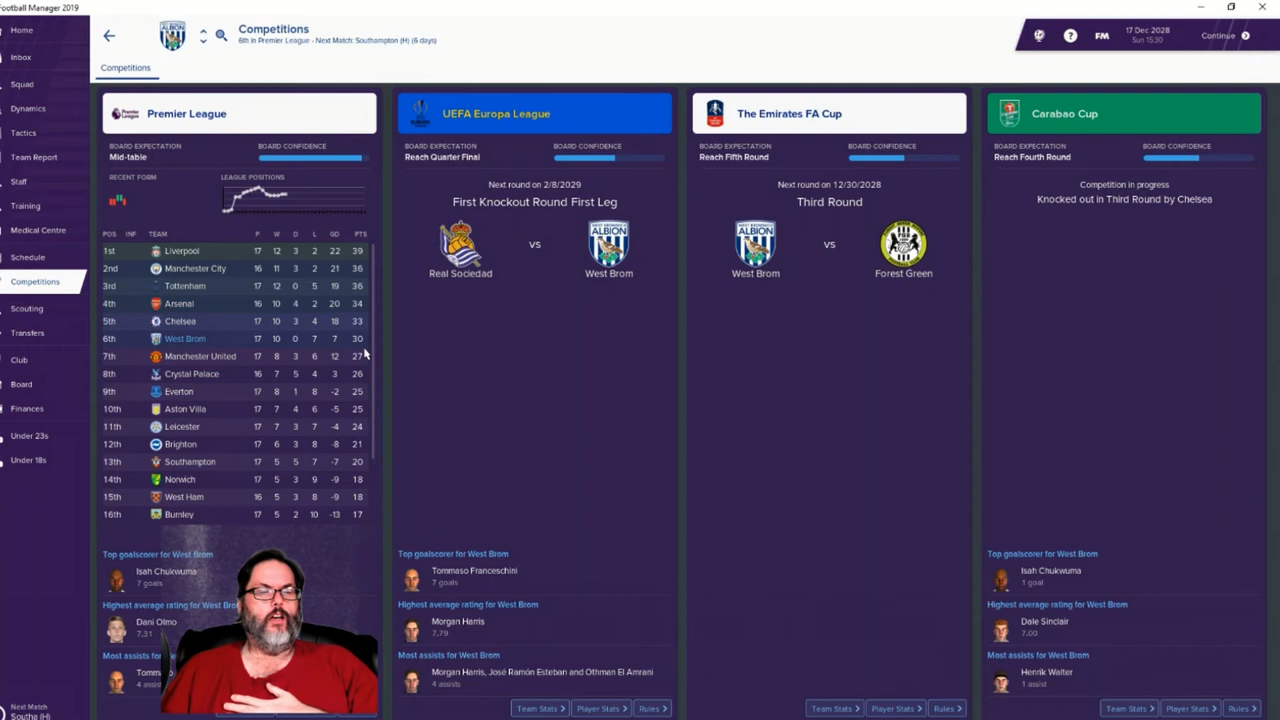 Football Manager 2019
Home
Inbox
Squad
Dynamics
Tactics
Team Report
Staff
Training
Medical Centre
Schedule
Competitions
Scouting
Transfers
Club
Board
Finances
Under 23s
Under 18s
Next Match
Southa (H)
Competitions
6th in Premier League - Next Match: Southampton (H) (6 days)
FM
17 Dec 2028
Sun 15:30
Continue
Competitions
Premier League
BOARD EXPECTATION BOARD CONFIDENCE
Mid-table
RECENT FORM LEAGUE POSITIONS
POS INF TEAM P W D L GD PTS
1st Liverpool 17 12 3 2 22 39
2nd Manchester City 16 11 3 2 21 36
3rd Tottenham 17 12 0 5 19 36
4th Arsenal 16 10 4 2 20 34
5th Chelsea 17 10 3 4 18 33
6th West Brom 17 10 0 7 7 30
7th Manchester United 17 8 3 6 12 27
8th Crystal Palace 16 7 5 4 3 26
9th Everton 17 8 1 8 -2 25
10th Aston Villa 17 7 4 6 -5 25
11th Leicester 17 7 3 7 -4 24
12th Brighton 17 6 3 8 -8 21
13th Southampton 17 5 5 7 -7 20
14th Norwich 17 5 3 9 -9 18
15th West Ham 16 5 3 8 -9 18
16th Burnley 17 5 2 10 -13 17
Top goalscorer for West Brom
Isah Chukwuma
7 goals
Highest average rating for West Bro
Dani Olmo
7.31
Most assists fo
Tomm
4 assist
UEFA Europa League
BOARD EXPECTATION BOARD CONFIDENCE
Reach Quarter Final
Next round on 2/8/2029
First Knockout Round First Leg
vs
Real Sociedad West Brom
Top goalscorer for West Brom
Tommaso Franceschini
7 goals
Highest average rating for West Brom
Morgan Harris
7.79
Most assists for West Brom
Morgan Harris, José Ramón Esteban and Othman El Amrani
4 assists
Team Stats > Player Stats > Rules >
The Emirates FA Cup
BOARD EXPECTATION BOARD CONFIDENCE
Reach Fifth Round
Next round on 12/30/2028
Third Round
vs
West Brom Forest Green
Team Stats > Player Stats > Rules >
Carabao Cup
BOARD EXPECTATION BOARD CONFIDENCE
Reach Fourth Round
Competition in progress
Knocked out in Third Round by Chelsea
Top goalscorer for West Brom
Isah Chukwuma
1 goal
Highest average rating for West Brom
Dale Sinclair
7.00
Most assists for West Brom
Henrik Walter
1 assist
Team Stats > Player Stats > Rules >